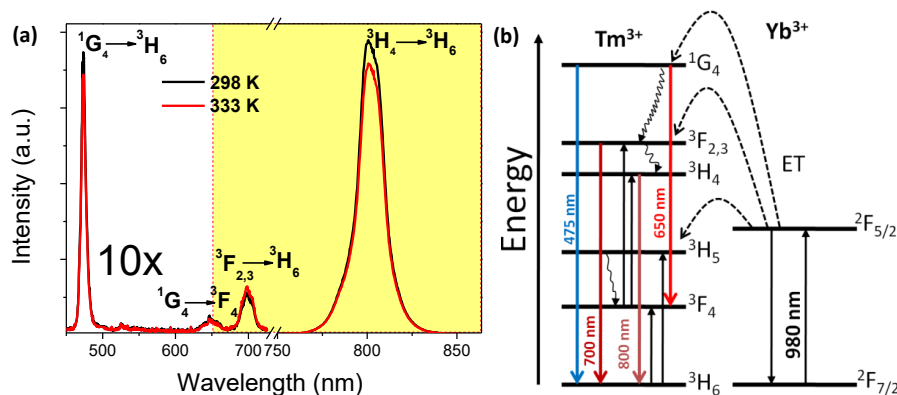 (a)
¹G₄ → ³H₆
298 K
333 K
³H₄ → ³H₆
10x
³F₂,₃ → ³H₆
¹G₄ → ³F₄
Intensity (a.u.)
500 600 700 725 750 800 850
Wavelength (nm)
(b)
Tm³⁺ Yb³⁺
Energy
¹G₄
³F₂,₃
³H₄
³H₅
³F₄
³H₆
475 nm
700 nm
800 nm
650 nm
ET
980 nm
²F₅/₂
²F₇/₂